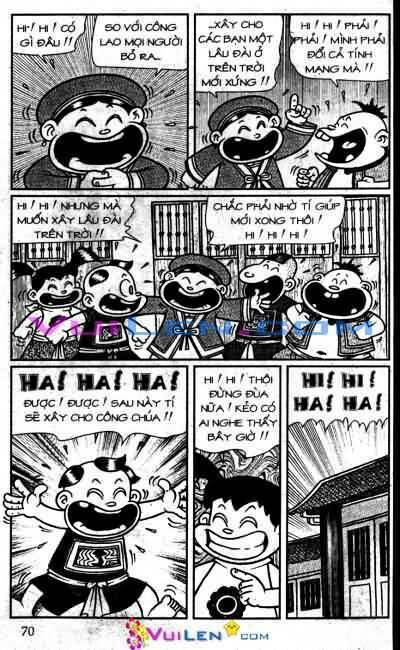 HI! HI! CÓ
GÌ ĐÂU!!
SO VỚI CÔNG
LAO MỌI NGƯỜI
BỎ RA...
...XÂY CHO
CÁC BẠN MỘT
LÂU ĐÀI Ở
TRÊN TRỜI
MỚI XỨNG!!
HI! HI! PHẢI!
PHẢI! MÌNH PHẢI
ĐỔI CẢ TÍNH
MẠNG MÀ!!
HI! HI! NHƯNG MÀ
MUỐN XÂY LÂU ĐÀI
TRÊN TRỜI!!
CHẮC PHẢI NHỜ TÍ GIÚP
MỚI XONG THÔI!
HI! HI! HI!
VuiLen.com
HA! HA! HA!
ĐƯỢC! ĐƯỢC! SAU NÀY TÍ
SẼ XÂY CHO CÔNG CHÚA!!
HI! HI! THÔI
ĐỪNG ĐÙA
NỮA! KẺO CÓ
AI NGHE THẤY
BÂY GIỜ!!
HI! HI!
HA! HA!
70
VuiLen.com